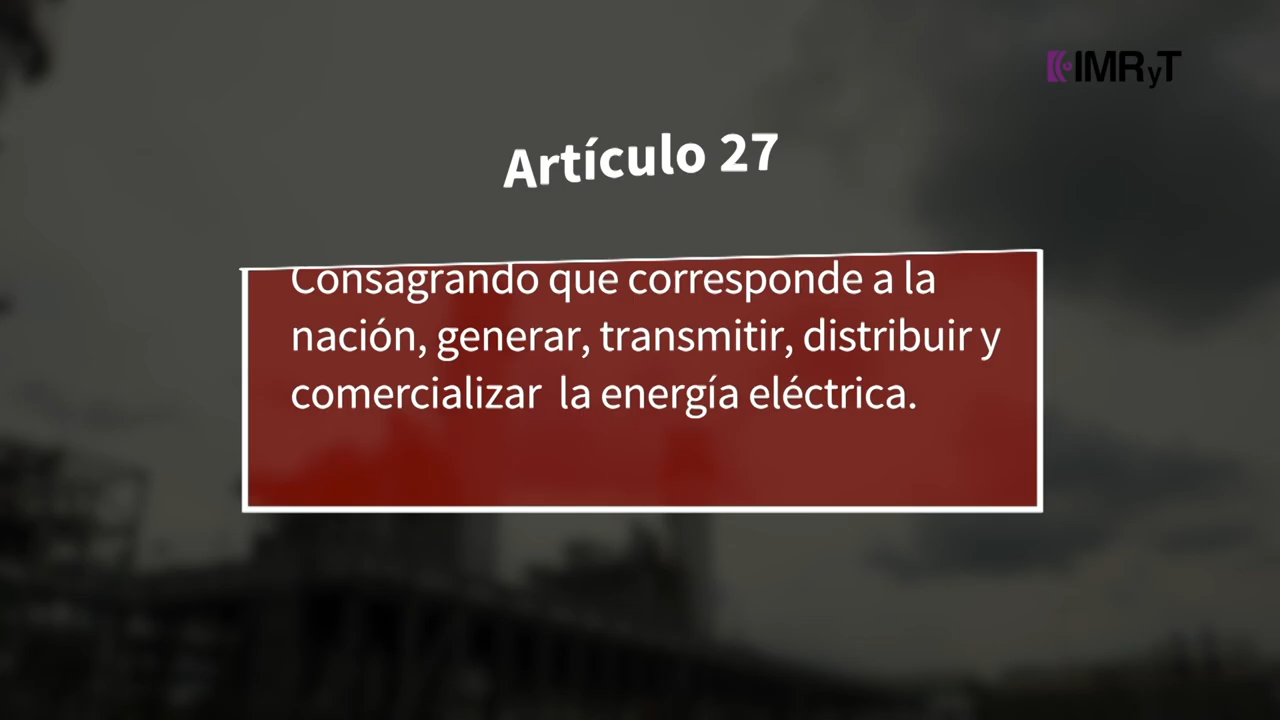 IMRyT
Artículo 27
Consagrando que corresponde a la
nación, generar, transmitir, distribuir y
comercializar la energía eléctrica.